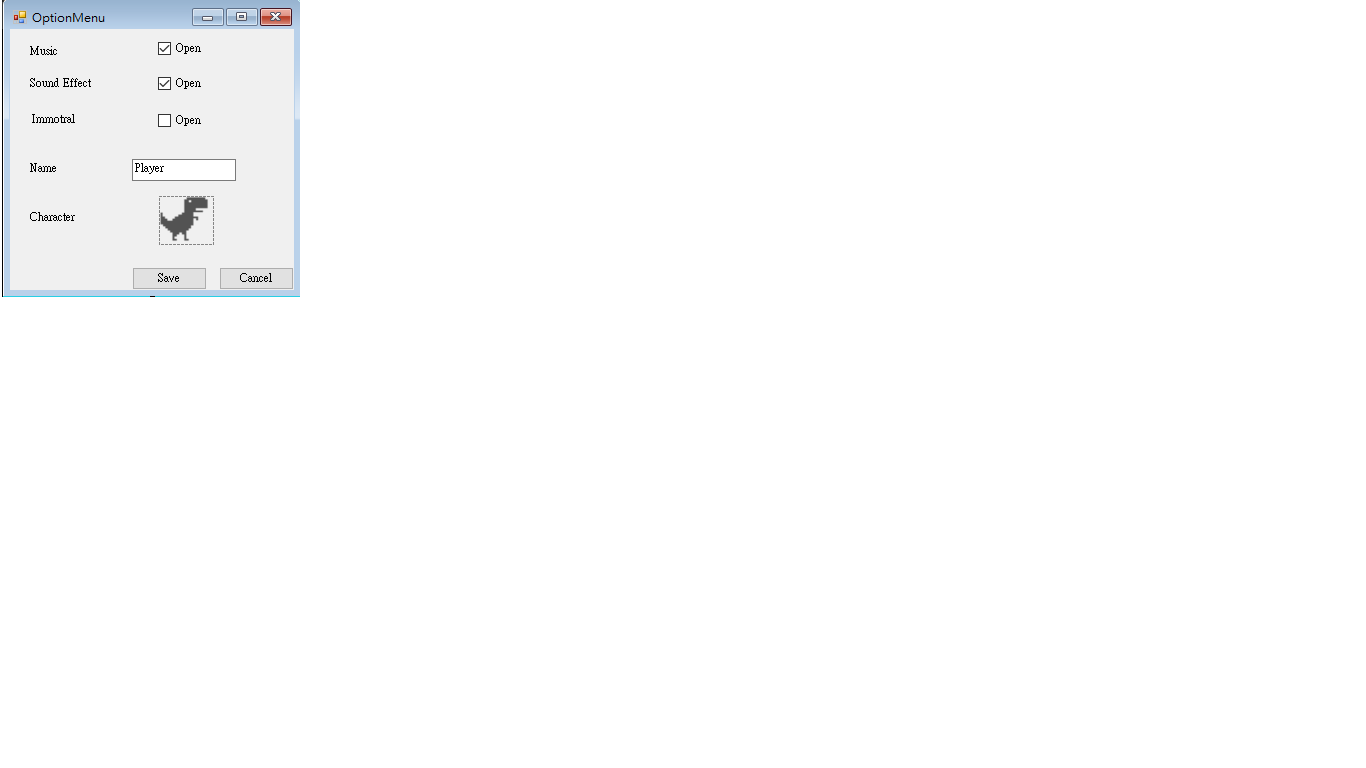 OptionMenu
Music Open
Sound Effect Open
Immotral Open
Name Player
Character
Save Cancel